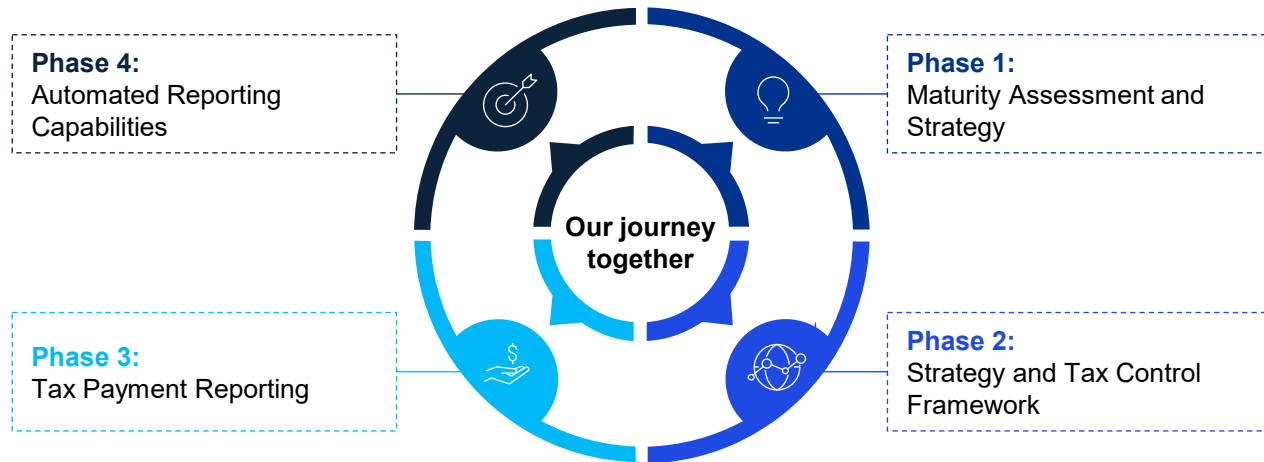 Phase 4:
Automated Reporting
Capabilities
Phase 1:
Maturity Assessment and
Strategy
Our journey
together
Phase 3:
Tax Payment Reporting
$
Phase 2:
Strategy and Tax Control
Framework